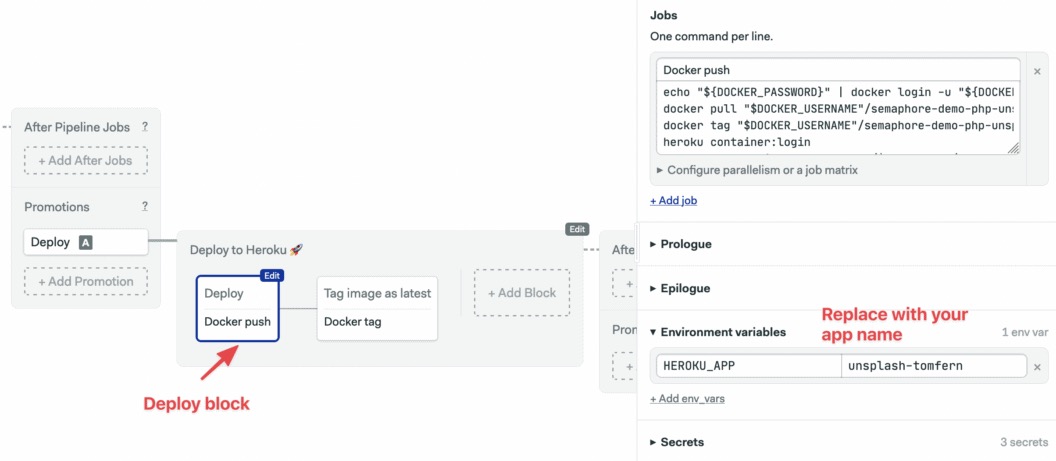 After Pipeline Jobs ?
+ Add After Jobs
Promotions ?
Deploy A
+ Add Promotion
Edit
Deploy to Heroku 🚀
Edit
Deploy
Docker push
Tag image as latest
Docker tag
+ Add Block
Deploy block
Afte
+
Pron
+
Jobs
One command per line.
Docker push
echo "${DOCKER_PASSWORD}" | docker login -u "${DOCKE
docker pull "$DOCKER_USERNAME"/semaphore-demo-php-uns
docker tag "$DOCKER_USERNAME"/semaphore-demo-php-unsp
heroku container:login
▸ Configure parallelism or a job matrix
+ Add job
▸ Prologue
▸ Epilogue
Replace with your
app name
▾ Environment variables 1 env var
HEROKU_APP unsplash-tomfern ×
+ Add env_vars
▸ Secrets 3 secrets